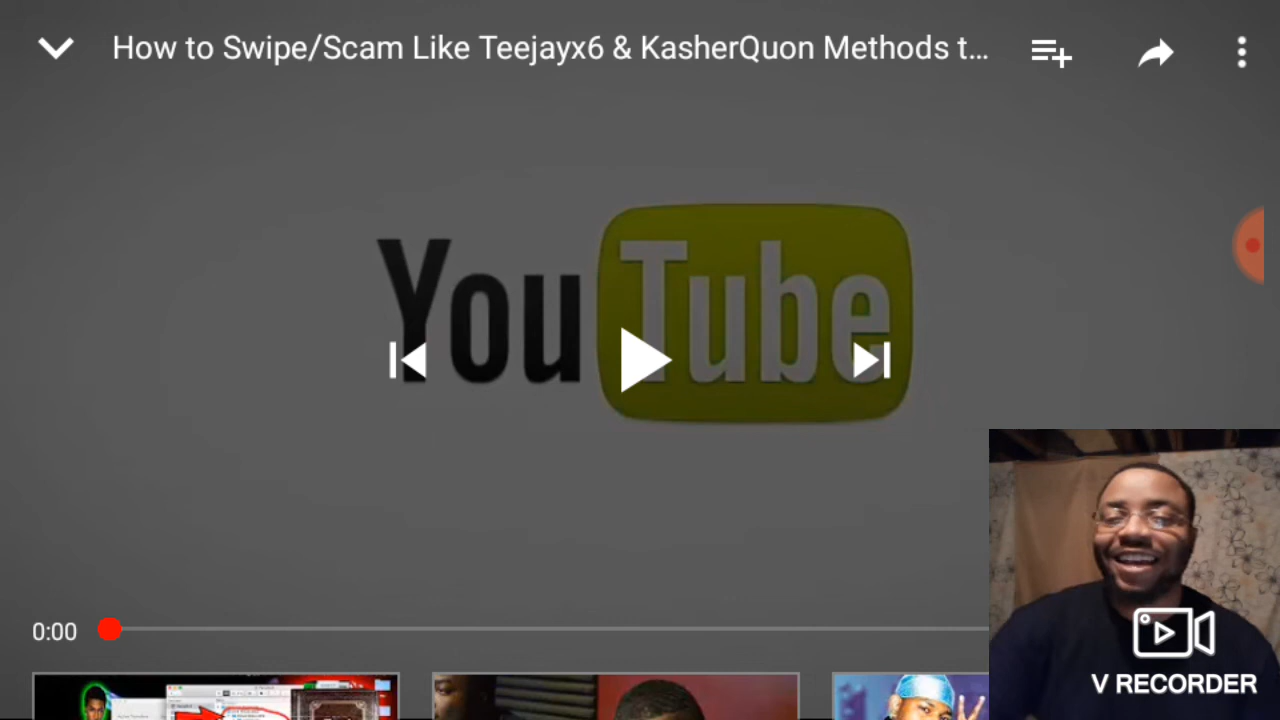 How to Swipe/Scam Like Teejayx6 & KasherQuon Methods t...
YouTube
0:00
V RECORDER